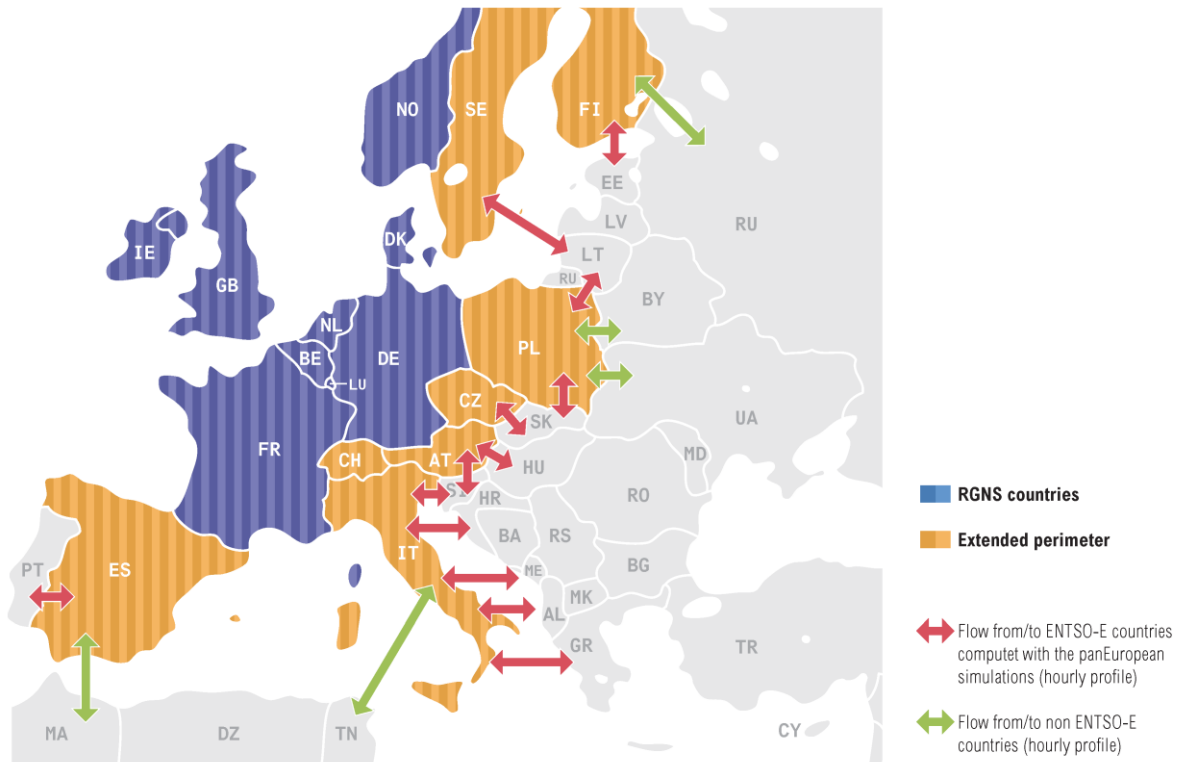 NO
SE
FI
EE
LV
RU
LT
RU
BY
IE
GB
DK
NL
BE
DE
LU
PL
CZ
SK
UA
FR
CH
AT
HU
MD
SI
HR
RO
IT
BA
RS
PT
ES
ME
BG
MK
AL
GR
TR
MA
DZ
TN
CY
RGNS countries
Extended perimeter
Flow from/to ENTSO-E countries
computet with the panEuropean
simulations (hourly profile)
Flow from/to non ENTSO-E
countries (hourly profile)